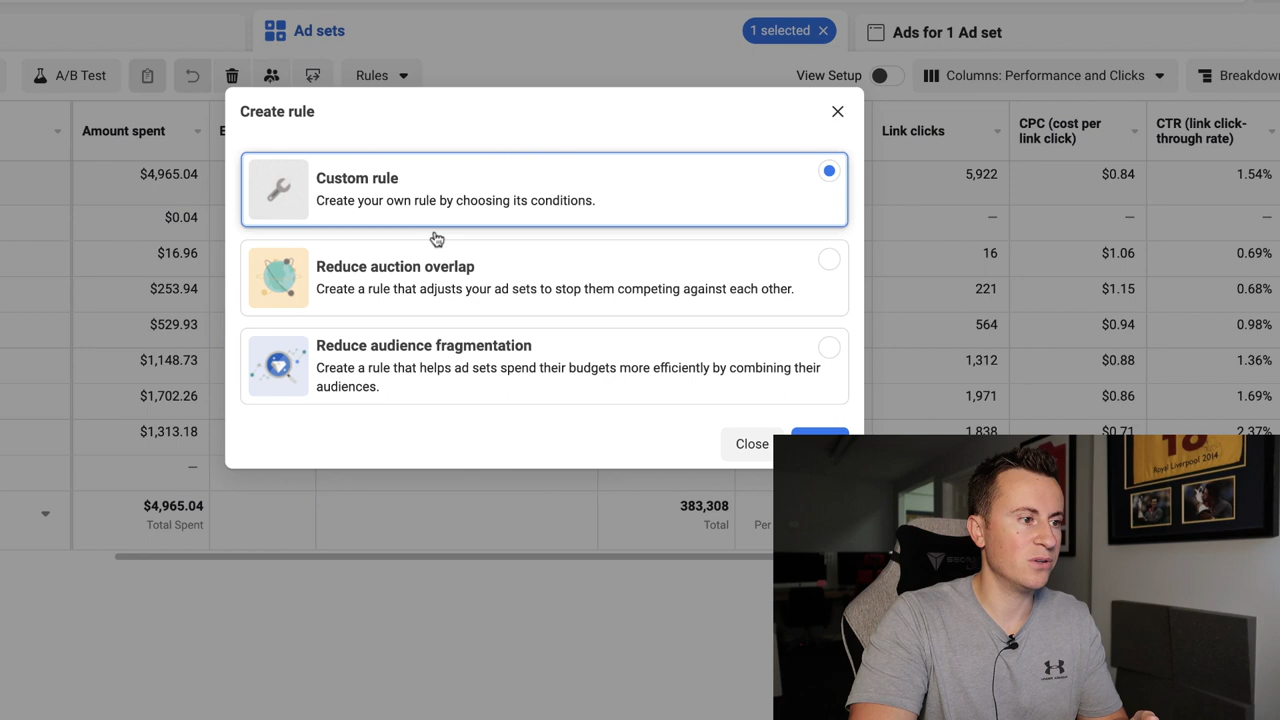 Ad sets
1 selected
Ads for 1 Ad set
A/B Test
Rules
View Setup
Columns: Performance and Clicks
Breakdown
Create rule
Amount spent
Link clicks
CPC (cost per
link click)
CTR (link click-
through rate)
Custom rule
Create your own rule by choosing its conditions.
$4,965.04
5,922
$0.84
1.54%
$0.04
—
—
—
Reduce auction overlap
Create a rule that adjusts your ad sets to stop them competing against each other.
$16.96
16
$1.06
0.69%
$253.94
221
$1.15
0.68%
$529.93
564
$0.94
0.98%
Reduce audience fragmentation
Create a rule that helps ad sets spend their budgets more efficiently by combining their
audiences.
$1,148.73
1,312
$0.88
1.36%
$1,702.26
1,971
$0.86
1.69%
$1,313.18
1,838
$0.71
2.37%
Close
—
$4,965.04
Total Spent
383,308
Total
Per
18
Royal Liverpool 2014
UNDER ARMOUR